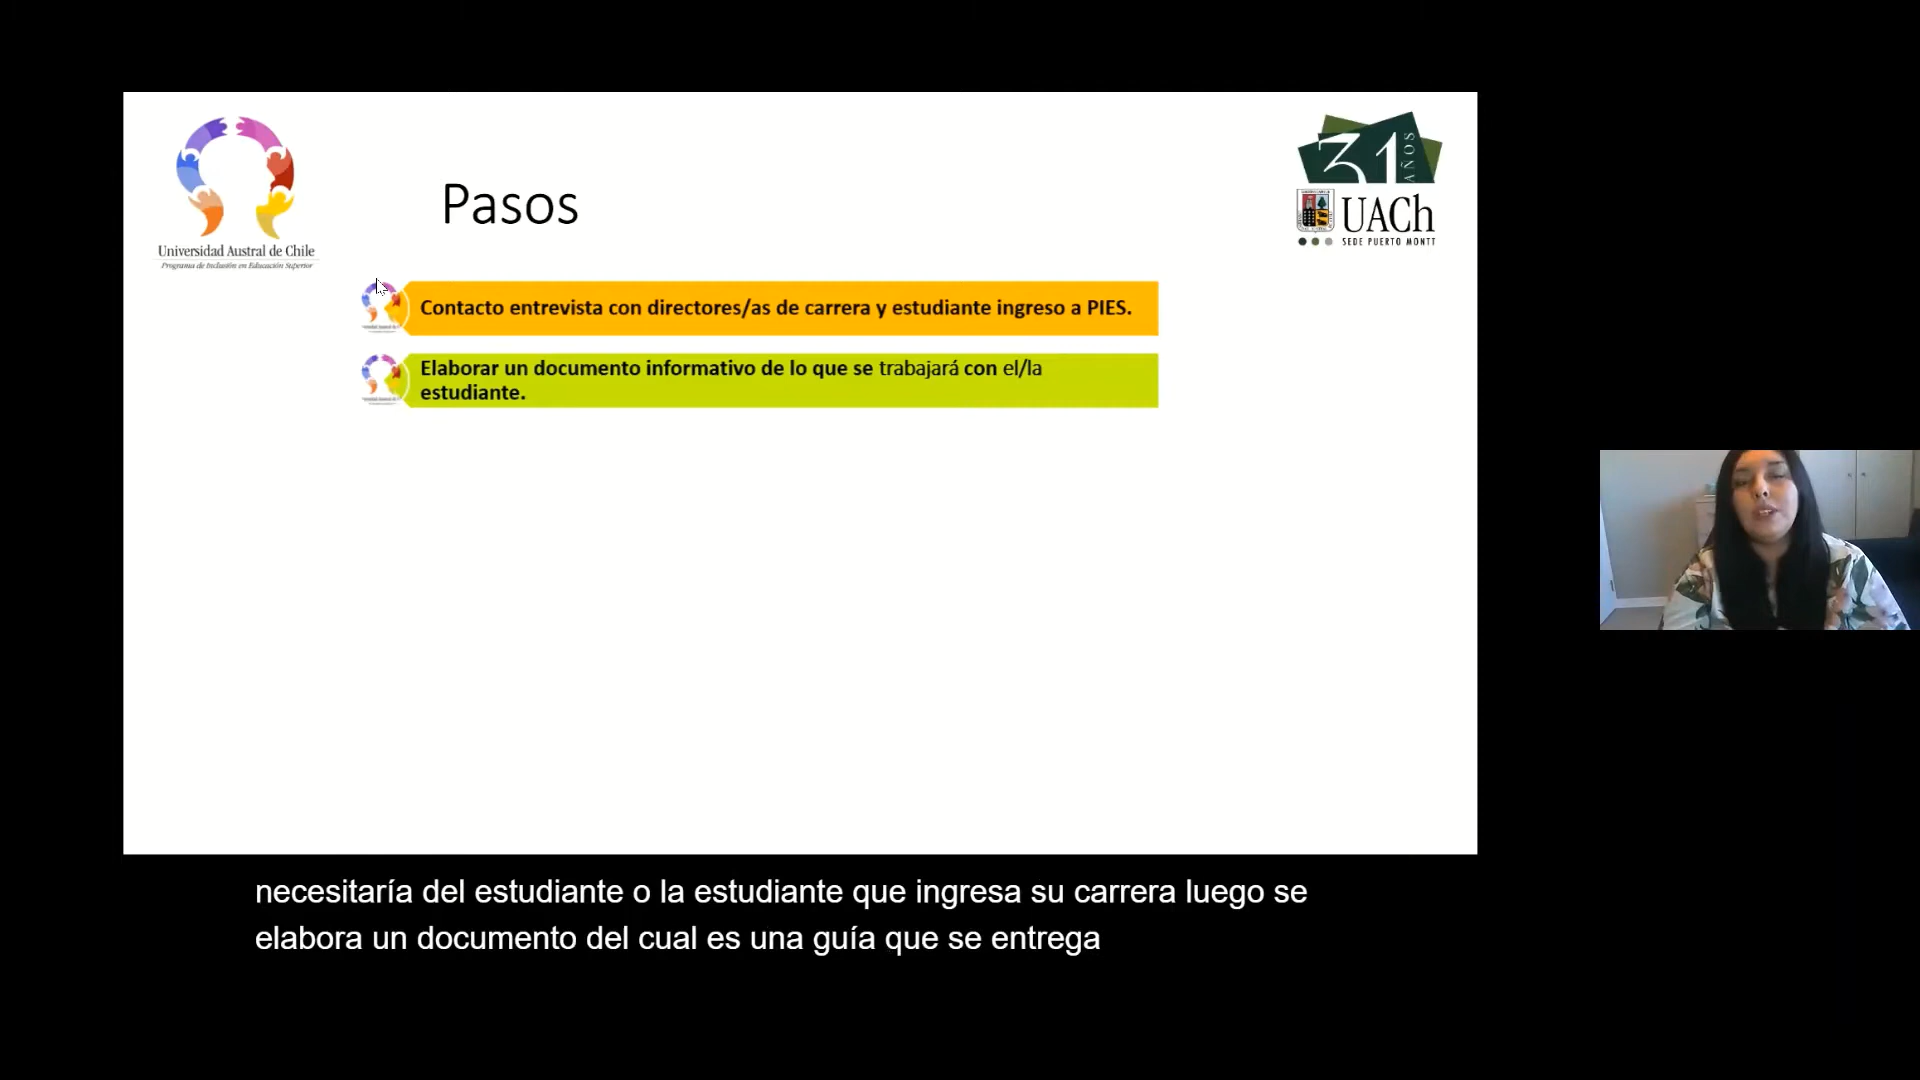 Universidad Austral de Chile
Programa de Inclusión en Educación Superior
Pasos
31 AÑOS
UACh
SEDE PUERTO MONTT
Contacto entrevista con directores/as de carrera y estudiante ingreso a PIES.
Elaborar un documento informativo de lo que se trabajará con el/la
estudiante.
necesitaría del estudiante o la estudiante que ingresa su carrera luego se
elabora un documento del cual es una guía que se entrega